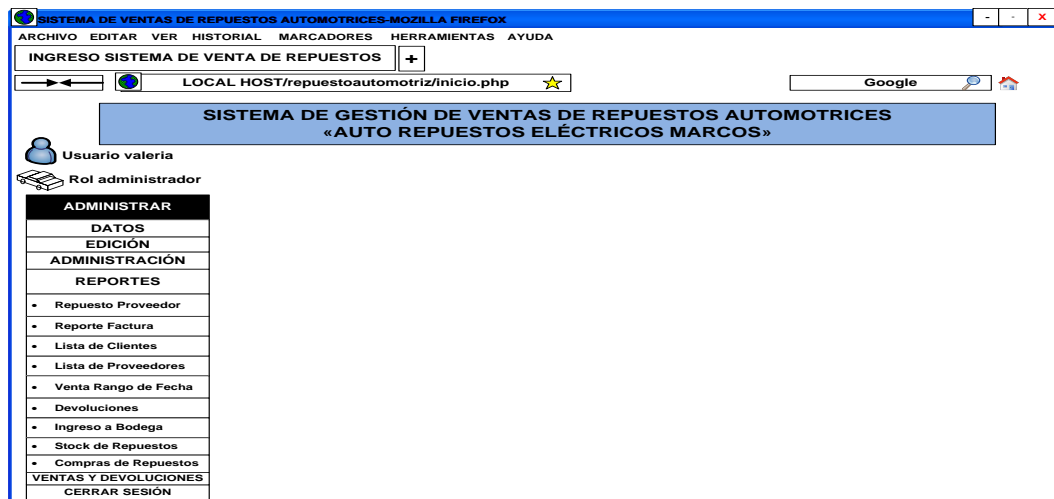 SISTEMA DE VENTAS DE REPUESTOS AUTOMOTRICES-MOZILLA FIREFOX
- · X
ARCHIVO EDITAR VER HISTORIAL MARCADORES HERRAMIENTAS AYUDA
INGRESO SISTEMA DE VENTA DE REPUESTOS +
LOCAL HOST/repuestoautomotriz/inicio.php Google
SISTEMA DE GESTIÓN DE VENTAS DE REPUESTOS AUTOMOTRICES
«AUTO REPUESTOS ELÉCTRICOS MARCOS»
Usuario valeria
Rol administrador
ADMINISTRAR
DATOS
EDICIÓN
ADMINISTRACIÓN
REPORTES
• Repuesto Proveedor
• Reporte Factura
• Lista de Clientes
• Lista de Proveedores
• Venta Rango de Fecha
• Devoluciones
• Ingreso a Bodega
• Stock de Repuestos
• Compras de Repuestos
VENTAS Y DEVOLUCIONES
CERRAR SESIÓN